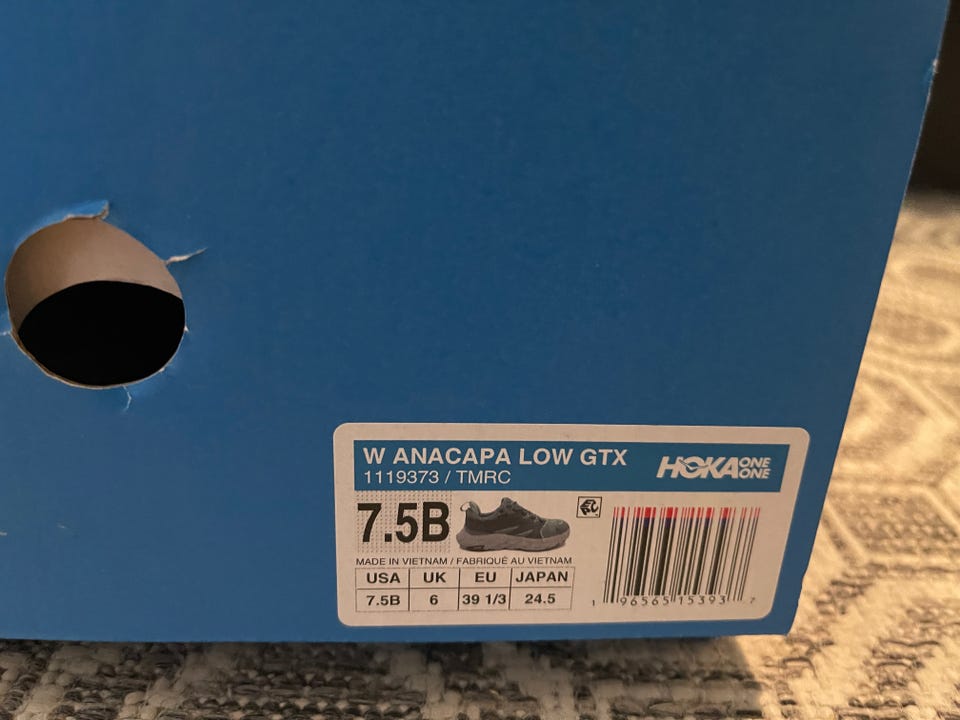 W ANACAPA LOW GTX
1119373 / TMRC
HOKA ONE ONE
7.5B
MADE IN VIETNAM / FABRIQUÉ AU VIETNAM
USA UK EU JAPAN
7.5B 6 39 1/3 24.5
1 96565 15393 7